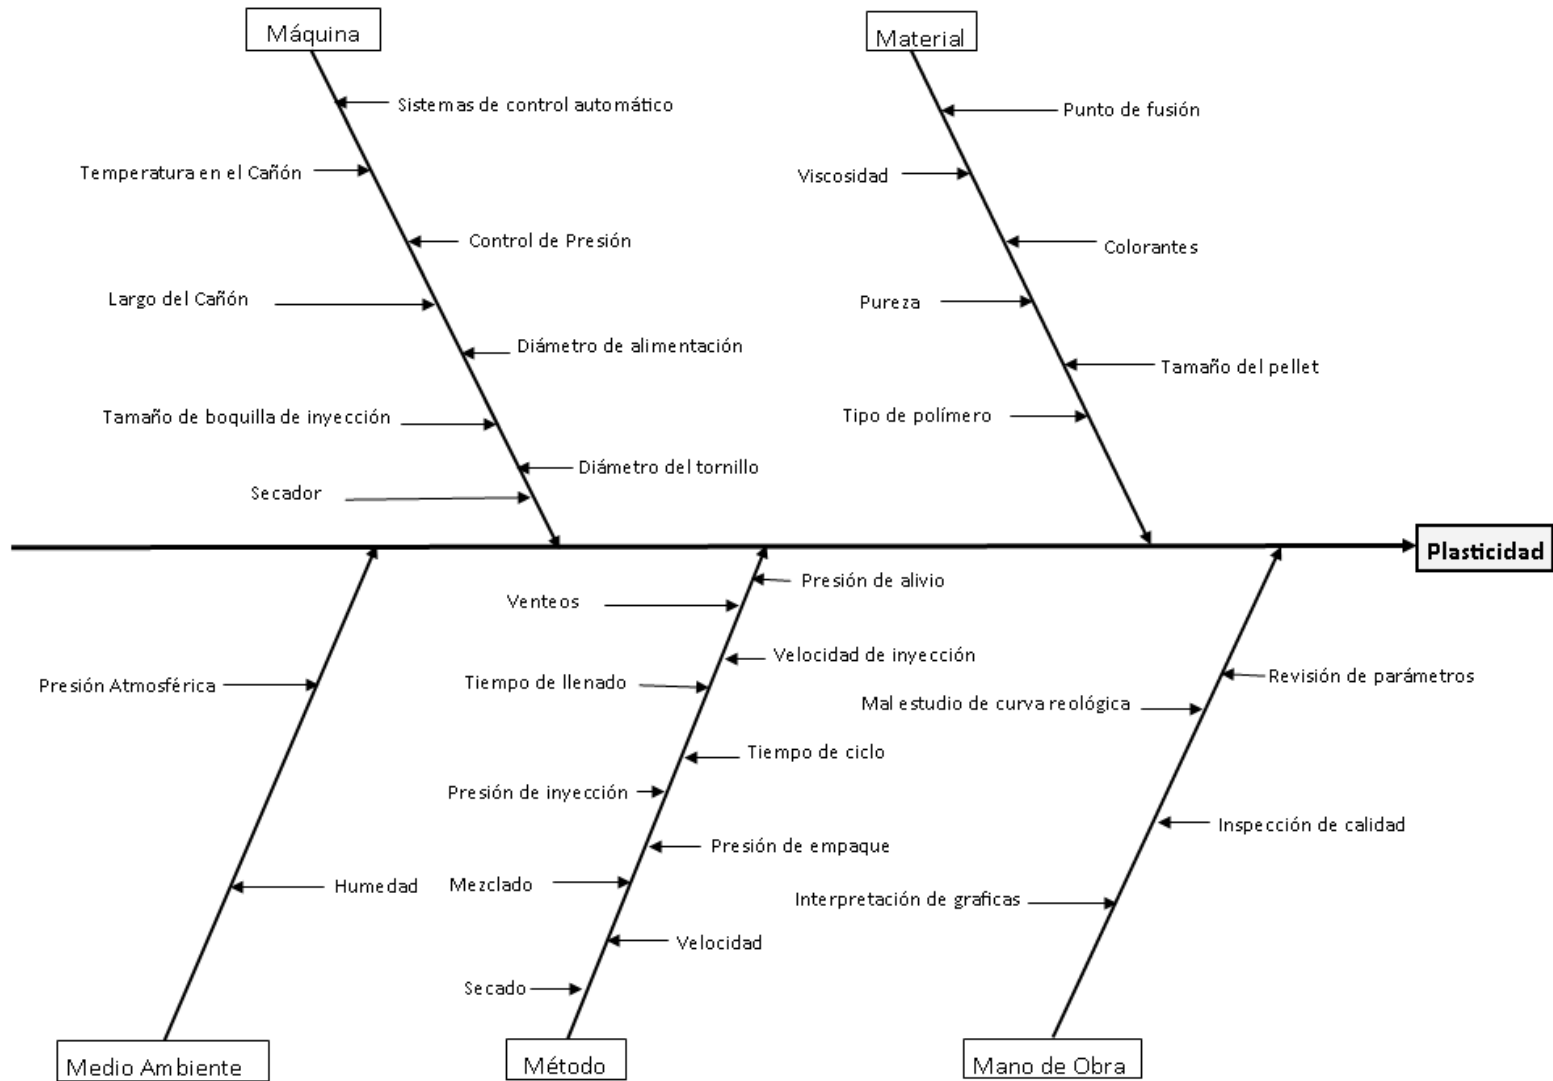 Máquina
Material
Sistemas de control automático
Punto de fusión
Temperatura en el Cañón
Viscosidad
Control de Presión
Colorantes
Largo del Cañón
Pureza
Diámetro de alimentación
Tamaño del pellet
Tamaño de boquilla de inyección
Tipo de polímero
Diámetro del tornillo
Secador
Plasticidad
Presión de alivio
Venteos
Velocidad de inyección
Presión Atmosférica
Tiempo de llenado
Revisión de parámetros
Mal estudio de curva reológica
Tiempo de ciclo
Presión de inyección
Inspección de calidad
Presión de empaque
Humedad
Mezclado
Interpretación de graficas
Velocidad
Secado
Medio Ambiente
Método
Mano de Obra